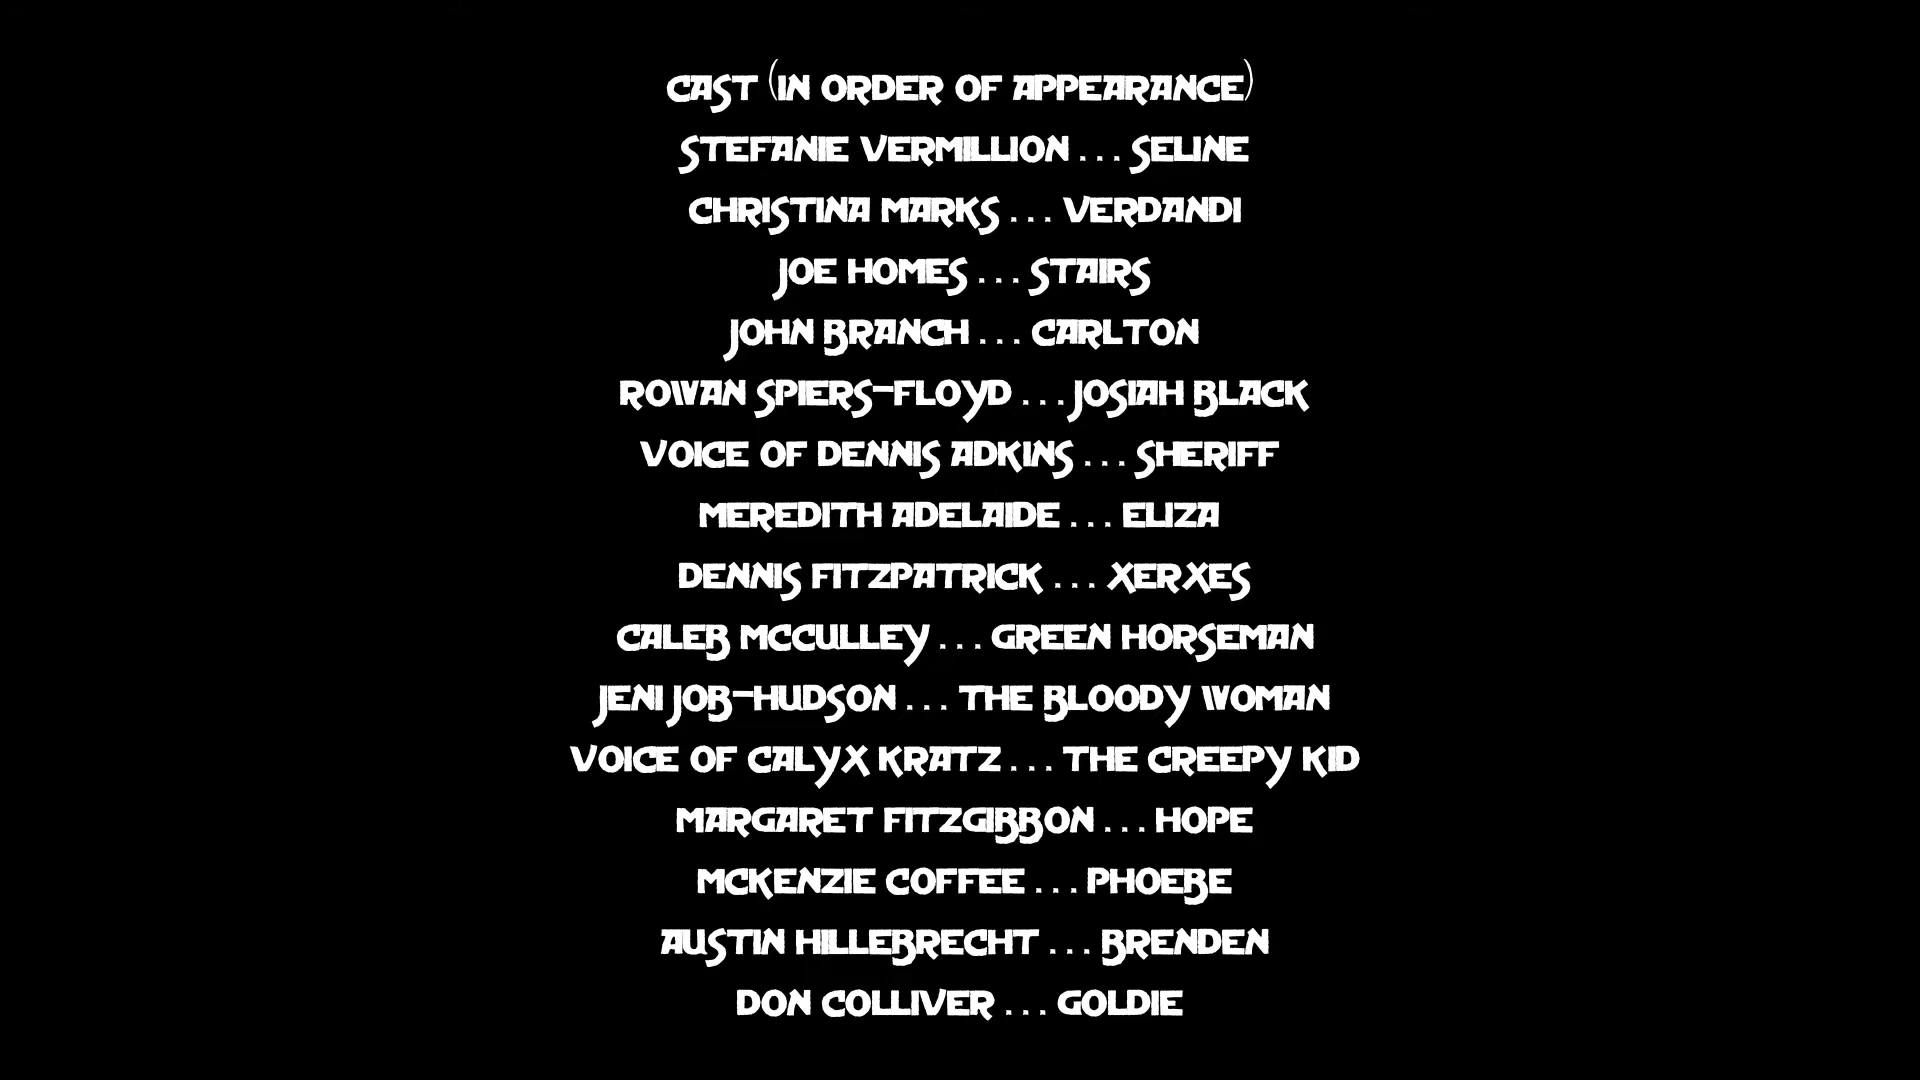 CAST (IN ORDER OF APPEARANCE)
STEFANIE VERMILLION ... SELINE
CHRISTINA MARKS ... VERDANDI
JOE HOMES ... STAIRS
JOHN BRANCH ... CARLTON
ROWAN SPIERS-FLOYD ... JOSIAH BLACK
VOICE OF DENNIS ADKINS ... SHERIFF
MEREDITH ADELAIDE ... ELIZA
DENNIS FITZPATRICK ... XERXES
CALEB MCCULLEY ... GREEN HORSEMAN
JENI JOB-HUDSON ... THE BLOODY WOMAN
VOICE OF CALYX KRATZ ... THE CREEPY KID
MARGARET FITZGIBBON ... HOPE
MCKENZIE COFFEE ... PHOEBE
AUSTIN HILLEBRECHT ... BRENDEN
DON COLLIVER ... GOLDIE